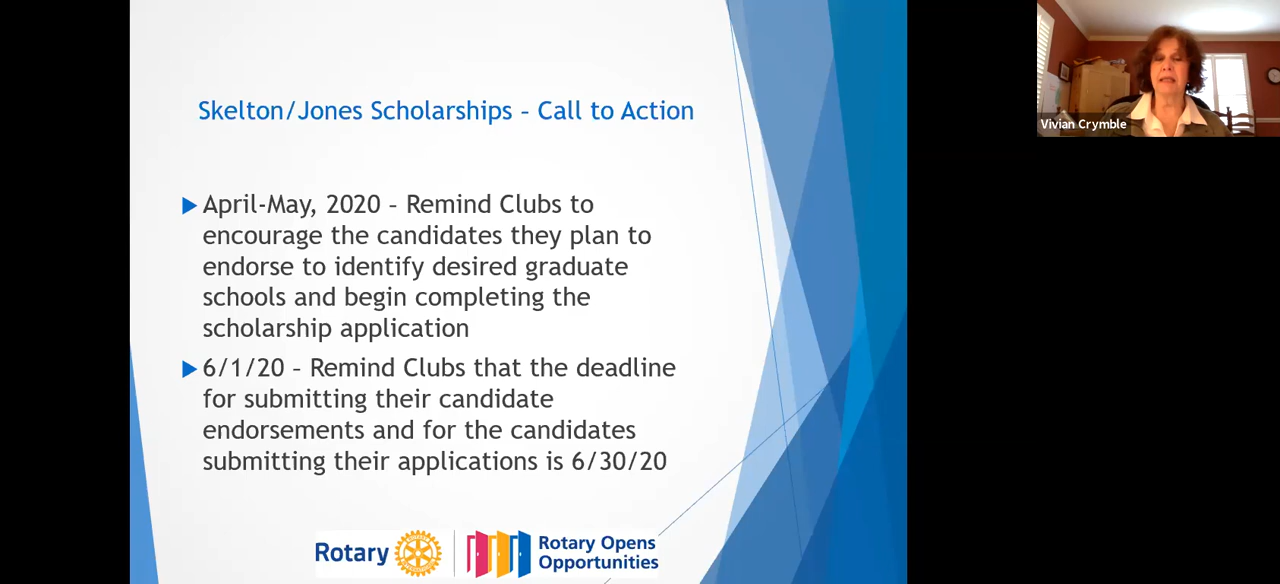 Skelton/Jones Scholarships – Call to Action
April-May, 2020 – Remind Clubs to
encourage the candidates they plan to
endorse to identify desired graduate
schools and begin completing the
scholarship application
6/1/20 – Remind Clubs that the deadline
for submitting their candidate
endorsements and for the candidates
submitting their applications is 6/30/20
Rotary
Rotary Opens
Opportunities
Vivian Crymble